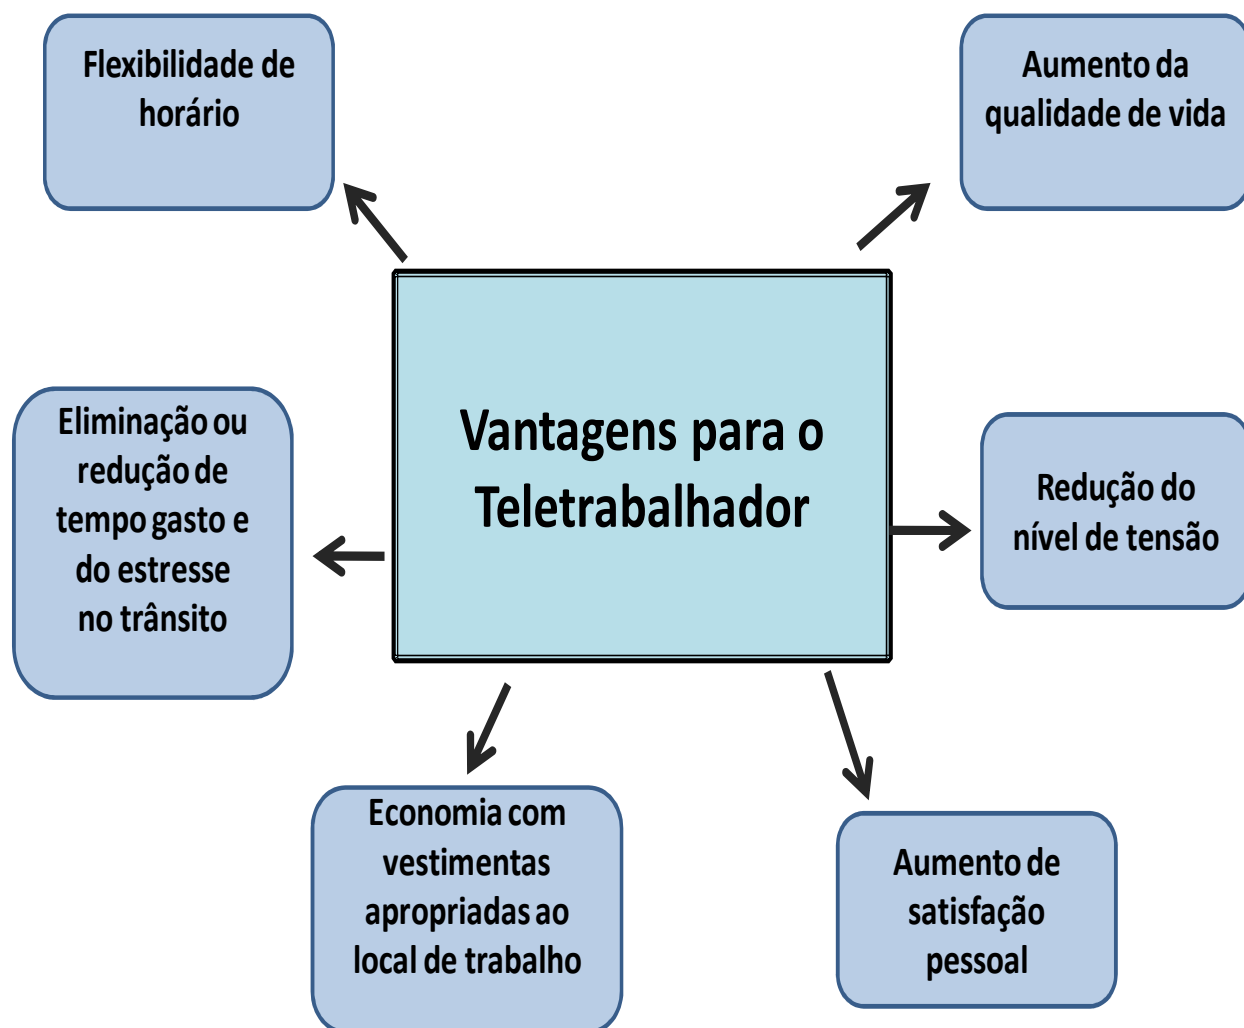 Flexibilidade de
horário
Aumento da
qualidade de vida
Vantagens para o
Teletrabalhador
Eliminação ou
redução de
tempo gasto e
do estresse
no trânsito
Redução do
nível de tensão
Economia com
vestimentas
apropriadas ao
local de trabalho
Aumento de
satisfação
pessoal